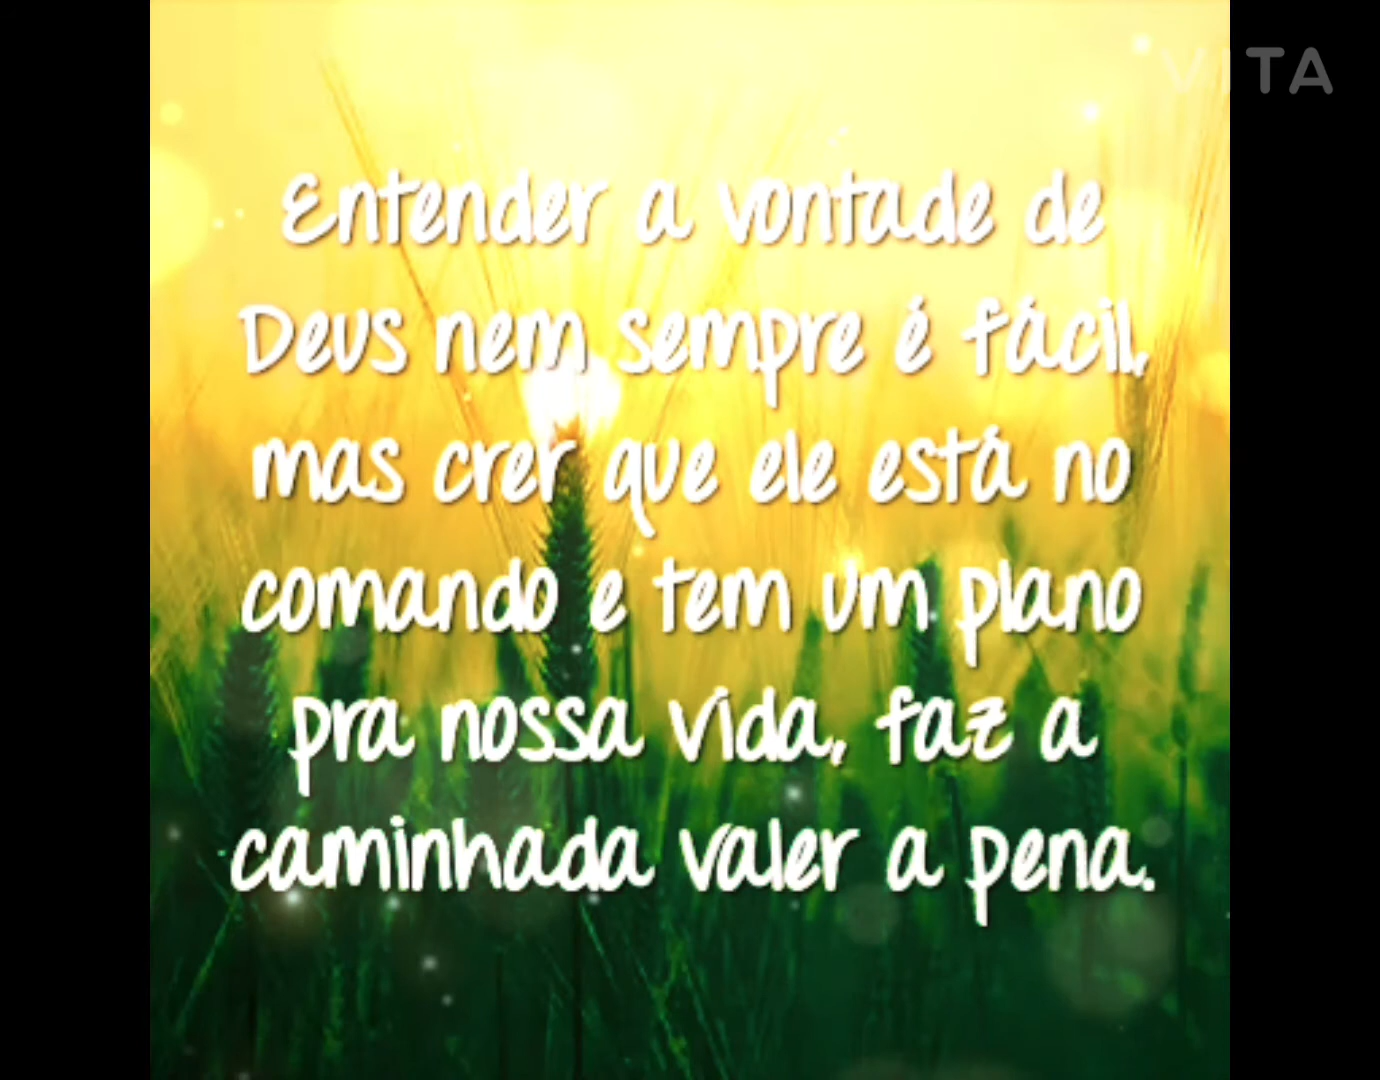 VITA
Entender a vontade de
Deus nem sempre é fácil,
mas crer que ele está no
comando e tem um plano
pra nossa vida, faz a
caminhada valer a pena.